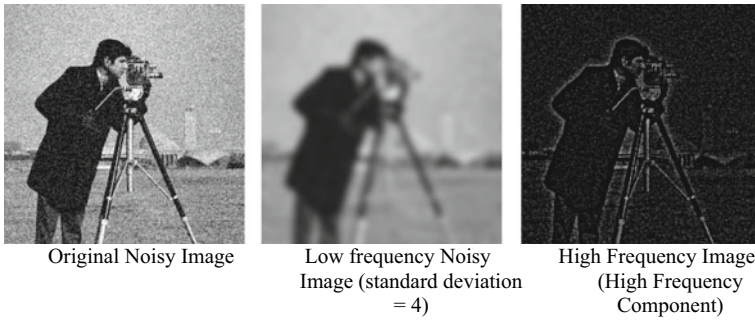 Original Noisy Image
Low frequency Noisy
Image (standard deviation
= 4)
High Frequency Image
(High Frequency
Component)